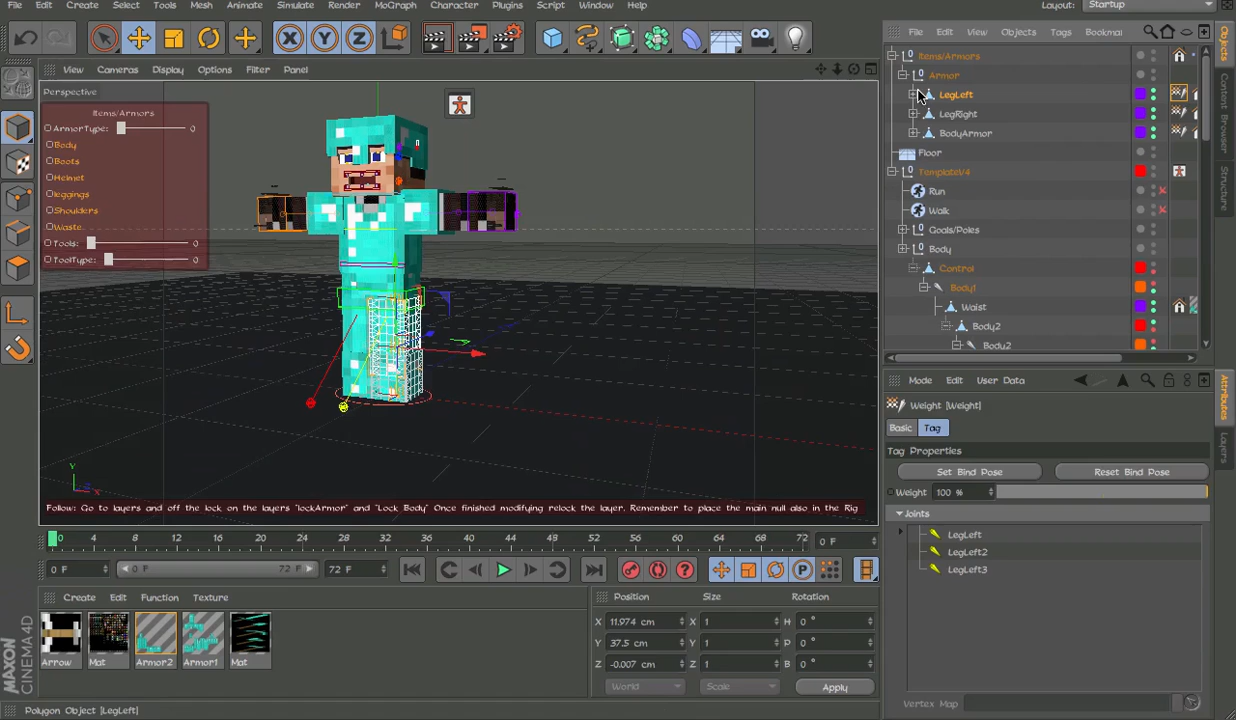 File Edit Create Select Tools Mesh Snap Animate Simulate Render MoGraph Character Plugins Script Window Help Layout: Startup
File Edit View Objects Tags Bookmar
View Cameras Display Options Filter Panel
Perspective
Items/Armors
ArmorType 0
Body
Boots
Helmet
leggings
Shoulders
Waste
Tools: 0
ToolType: 0
Follow: Go to layers and off the lock on the layers "lockArmor" and "Lock Body" Once finished modifying relock the layer. Remember to place the main null also in the Rig
Y
Z X
Items/Armors
Armor
LegLeft
LegRight
BodyArmor
Floor
TemplateV4
Run
Walk
Goals/Poles
Body
Control
Body1
Waist
Body2
Body2
Objects
Content Browser
Structure
Mode Edit User Data
Weight [Weight]
Basic Tag
Tag Properties
Set Bind Pose Reset Bind Pose
Weight 100 %
Joints
LegLeft
LegLeft2
LegLeft3
Vertex Map
Attributes
Layers
0 4 8 12 16 20 24 28 32 36 40 44 48 52 56 60 64 68 72 0 F
0 F 0 F 72 F 72 F
Create Edit Function Texture
Arrow Mat Armor2 Armor1 Mat
Position Size Rotation
X 11.974 cm X 1 H 0 °
Y 37.5 cm Y 1 P 0 °
Z -0.007 cm Z 1 B 0 °
World Scale Apply
MAXON CINEMA 4D
Polygon Object [LegLeft]